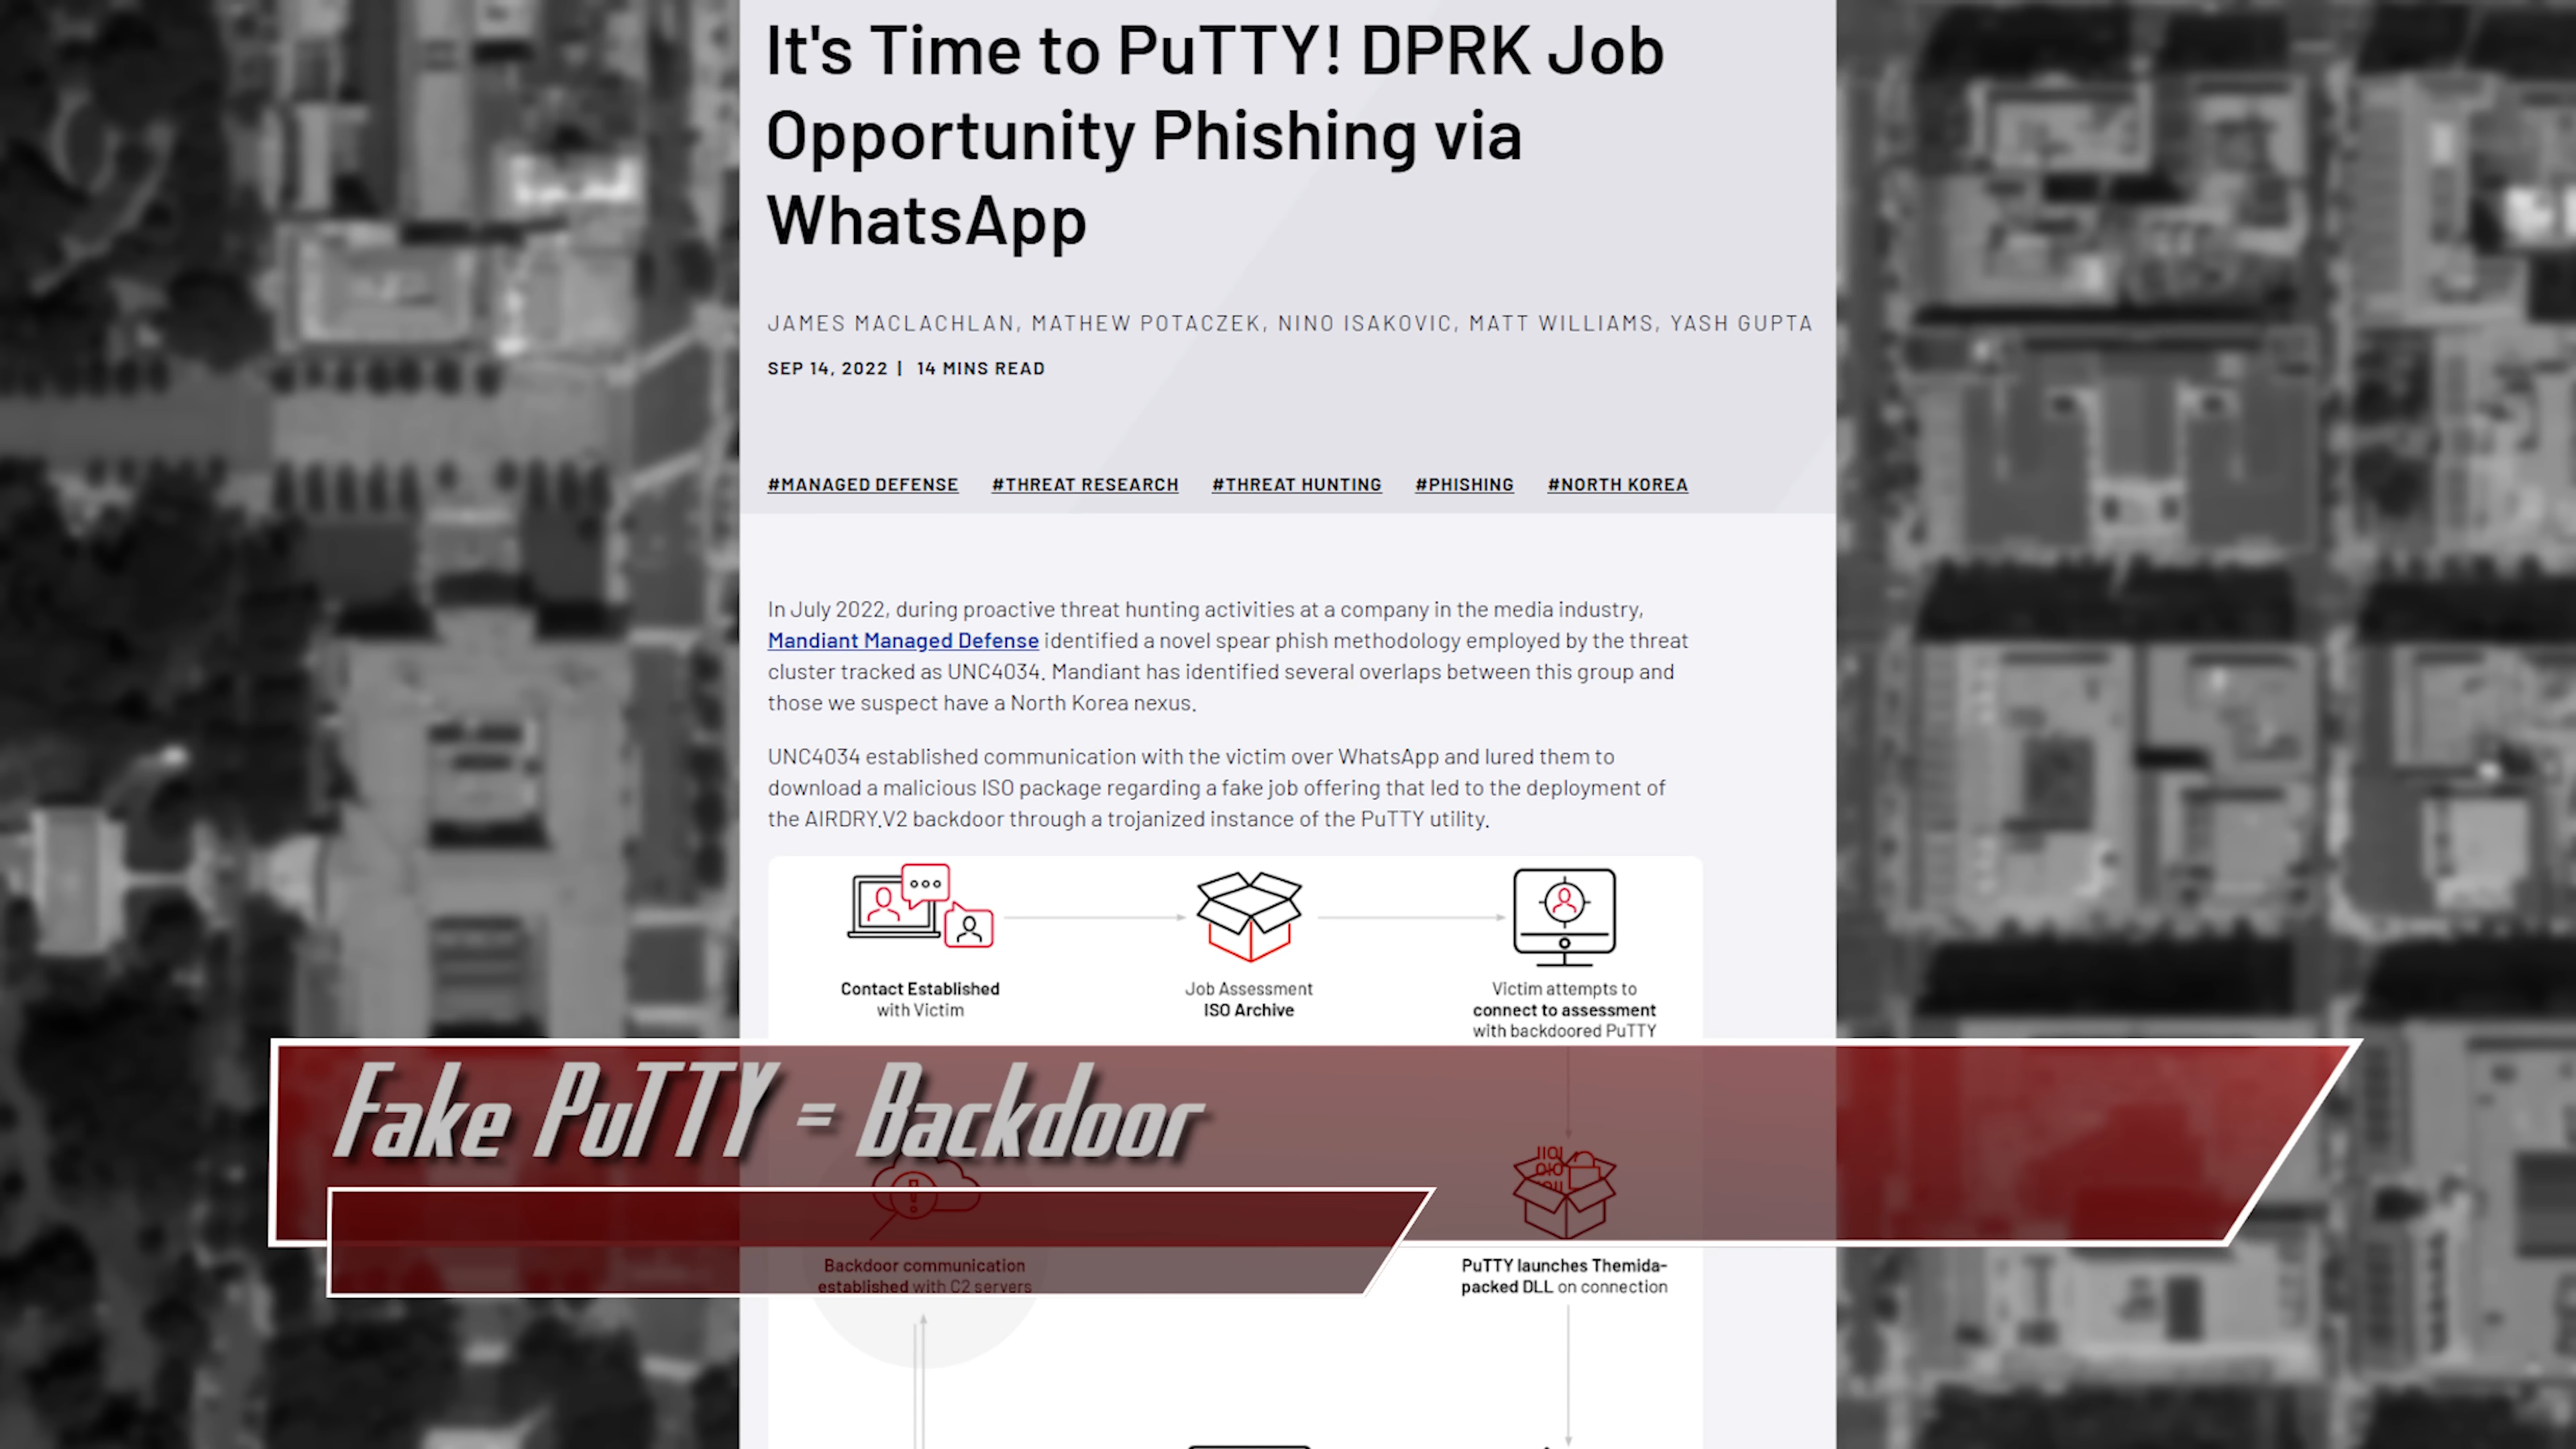 It's Time to PuTTY! DPRK Job
Opportunity Phishing via
WhatsApp
JAMES MACLACHLAN, MATHEW POTACZEK, NINO ISAKOVIC, MATT WILLIAMS, YASH GUPTA
SEP 14, 2022 | 14 MINS READ
#MANAGED DEFENSE #THREAT RESEARCH #THREAT HUNTING #PHISHING #NORTH KOREA
In July 2022, during proactive threat hunting activities at a company in the media industry,
Mandiant Managed Defense identified a novel spear phish methodology employed by the threat
cluster tracked as UNC4034. Mandiant has identified several overlaps between this group and
those we suspect have a North Korea nexus.
UNC4034 established communication with the victim over WhatsApp and lured them to
download a malicious ISO package regarding a fake job offering that led to the deployment of
the AIRDRY.V2 backdoor through a trojanized instance of the PuTTY utility.
Contact Established
with Victim
Job Assessment
ISO Archive
Victim attempts to
connect to assessment
with backdoored PuTTY
Fake PuTTY = Backdoor
Backdoor communication
established with C2 servers
PuTTY launches Themida-
packed DLL on connection